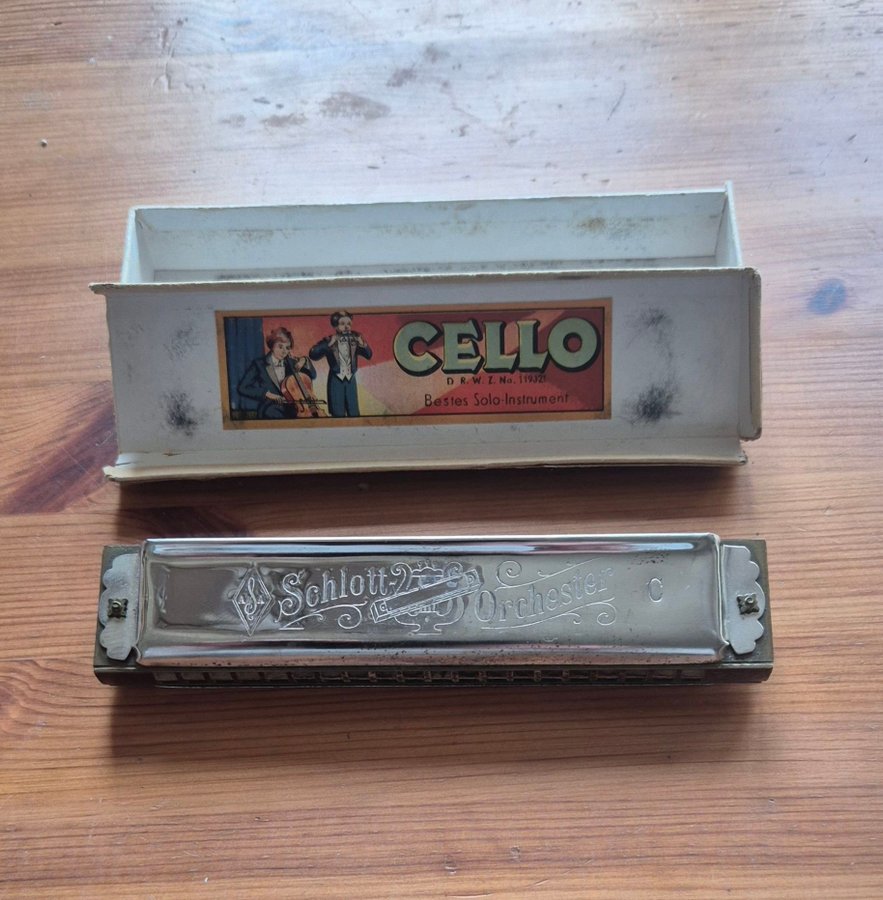 CELLO
D.R.W.Z. No. 119321
Bestes Solo-Instrument
Schlott- Orchester C